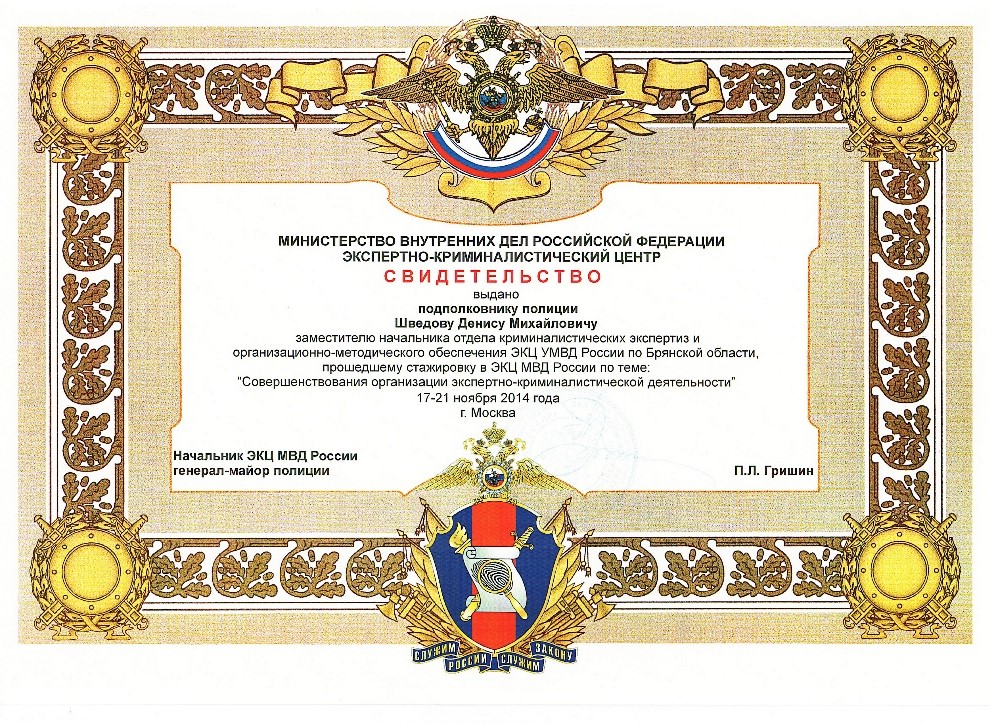 МИНИСТЕРСТВО ВНУТРЕННИХ ДЕЛ РОССИЙСКОЙ ФЕДЕРАЦИИ
ЭКСПЕРТНО-КРИМИНАЛИСТИЧЕСКИЙ ЦЕНТР
СВИДЕТЕЛЬСТВО
выдано
подполковнику полиции
Шведову Денису Михайловичу
заместителю начальника отдела криминалистических экспертиз и
организационно-методического обеспечения ЭКЦ УМВД России по Брянской области,
прошедшему стажировку в ЭКЦ МВД России по теме:
"Совершенствования организации экспертно-криминалистической деятельности"
17-21 ноября 2014 года
г. Москва
Начальник ЭКЦ МВД России
генерал-майор полиции
П.Л. Гришин
СЛУЖИМ РОССИИ СЛУЖИМ ЗАКОНУ